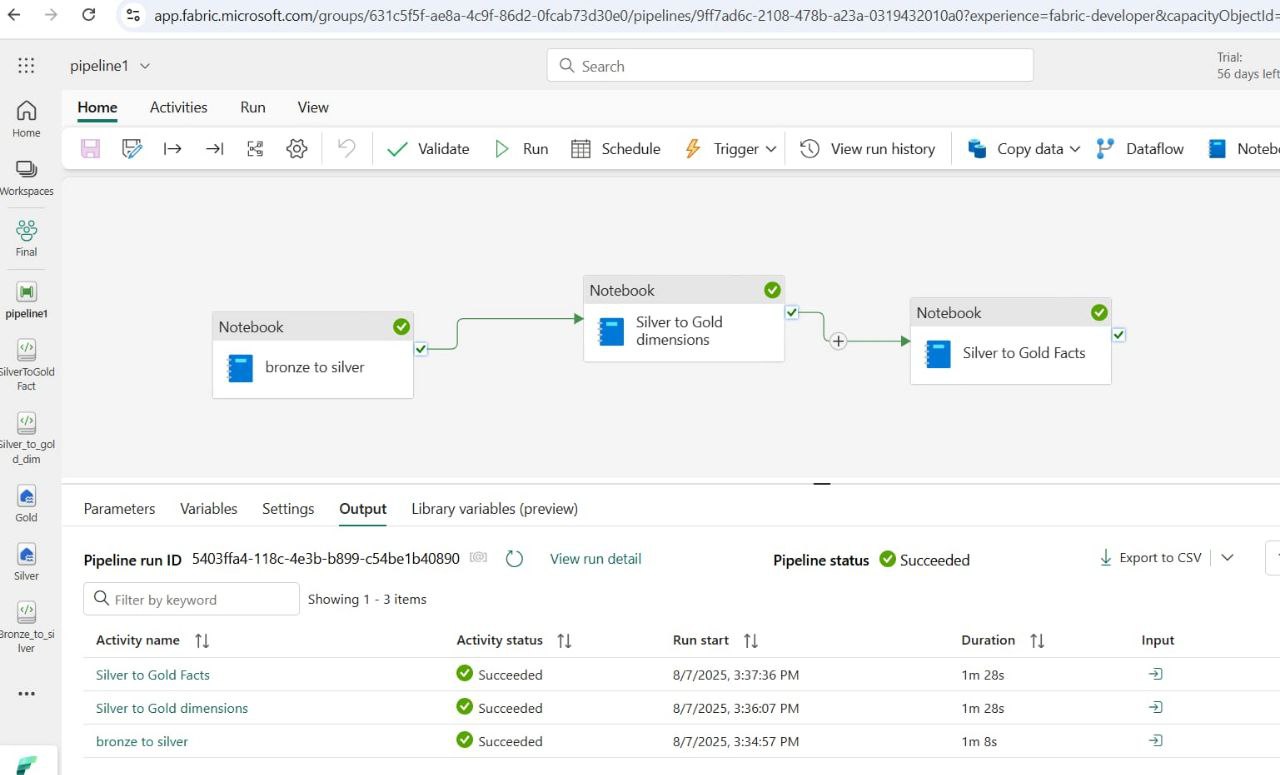 app.fabric.microsoft.com/groups/631c5f5f-ae8a-4c9f-86d2-0fcab73d30e0/pipelines/9ff7ad6c-2108-478b-a23a-0319432010a0?experience=fabric-developer&capacityObjectId=
pipeline1
Search
Trial:
56 days left
Home
Activities
Run
View
Validate
Run
Schedule
Trigger
View run history
Copy data
Dataflow
Noteb
Home
Workspaces
Final
pipeline1
SilverToGold
Fact
Silver_to_gol
d_dim
Gold
Silver
Bronze_to_si
lver
Notebook
bronze to silver
Notebook
Silver to Gold
dimensions
Notebook
Silver to Gold Facts
Parameters
Variables
Settings
Output
Library variables (preview)
Pipeline run ID 5403ffa4-118c-4e3b-b899-c54be1b40890
View run detail
Pipeline status Succeeded
Export to CSV
Filter by keyword
Showing 1 - 3 items
Activity name Activity status Run start Duration Input
Silver to Gold Facts Succeeded 8/7/2025, 3:37:36 PM 1m 28s
Silver to Gold dimensions Succeeded 8/7/2025, 3:36:07 PM 1m 28s
bronze to silver Succeeded 8/7/2025, 3:34:57 PM 1m 8s